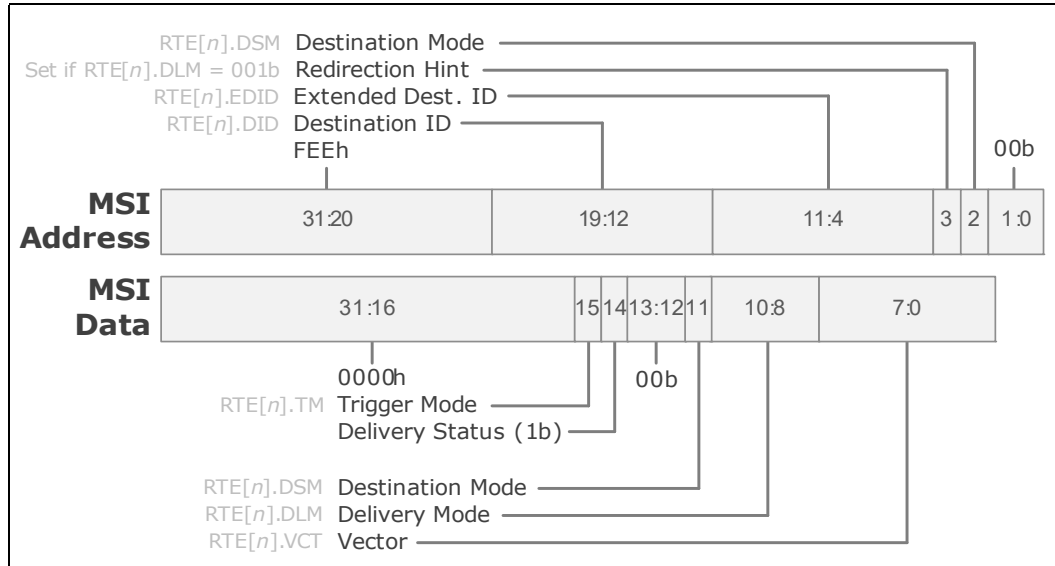 RTE[n].DSM Destination Mode
Set if RTE[n].DLM = 001b Redirection Hint
RTE[n].EDID Extended Dest. ID
RTE[n].DID Destination ID
FEEh
00b
MSI
Address
31:20 19:12 11:4 3 2 1:0
MSI
Data
31:16 15 14 13:12 11 10:8 7:0
0000h
00b
RTE[n].TM Trigger Mode
Delivery Status (1b)
RTE[n].DSM Destination Mode
RTE[n].DLM Delivery Mode
RTE[n].VCT Vector